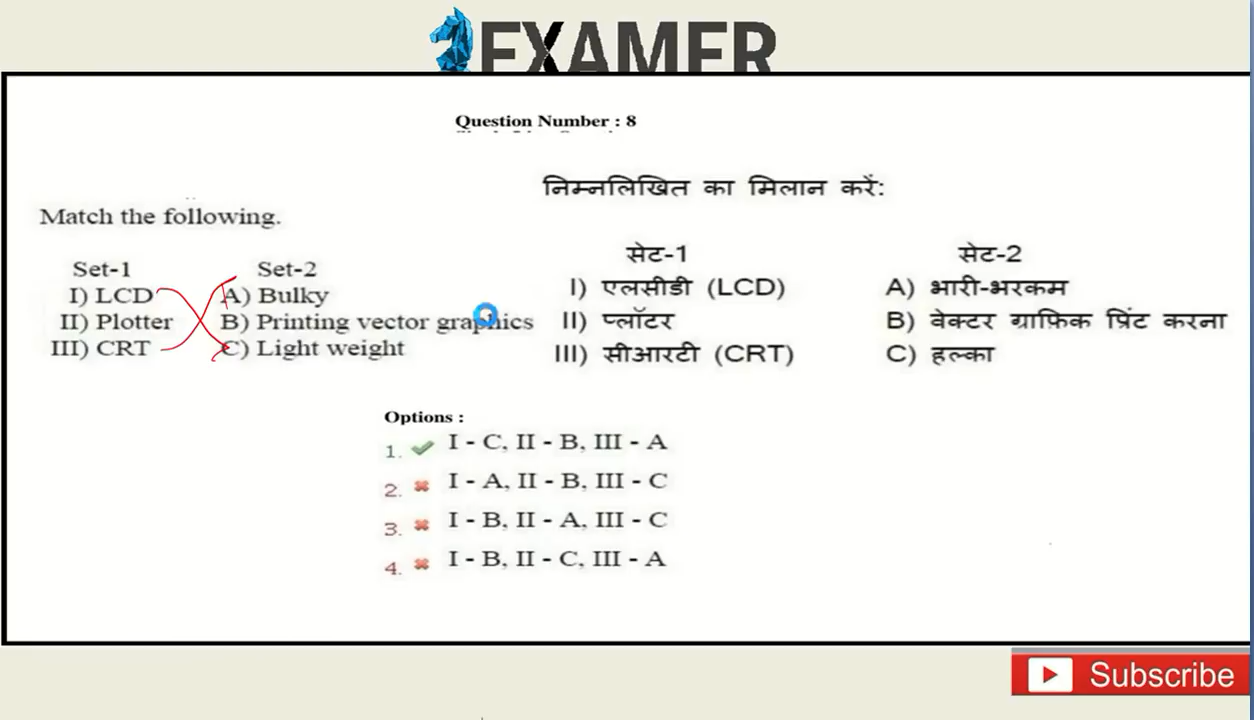 EXAMER
Question Number : 8
निम्नलिखित का मिलान करें:
Match the following.
Set-1 Set-2
I) LCD A) Bulky
II) Plotter B) Printing vector graphics
III) CRT C) Light weight
सेट-1 सेट-2
I) एलसीडी (LCD) A) भारी-भरकम
II) प्लॉटर B) वेक्टर ग्राफ़िक प्रिंट करना
III) सीआरटी (CRT) C) हल्का
Options :
1. I - C, II - B, III - A
2. I - A, II - B, III - C
3. I - B, II - A, III - C
4. I - B, II - C, III - A
Subscribe